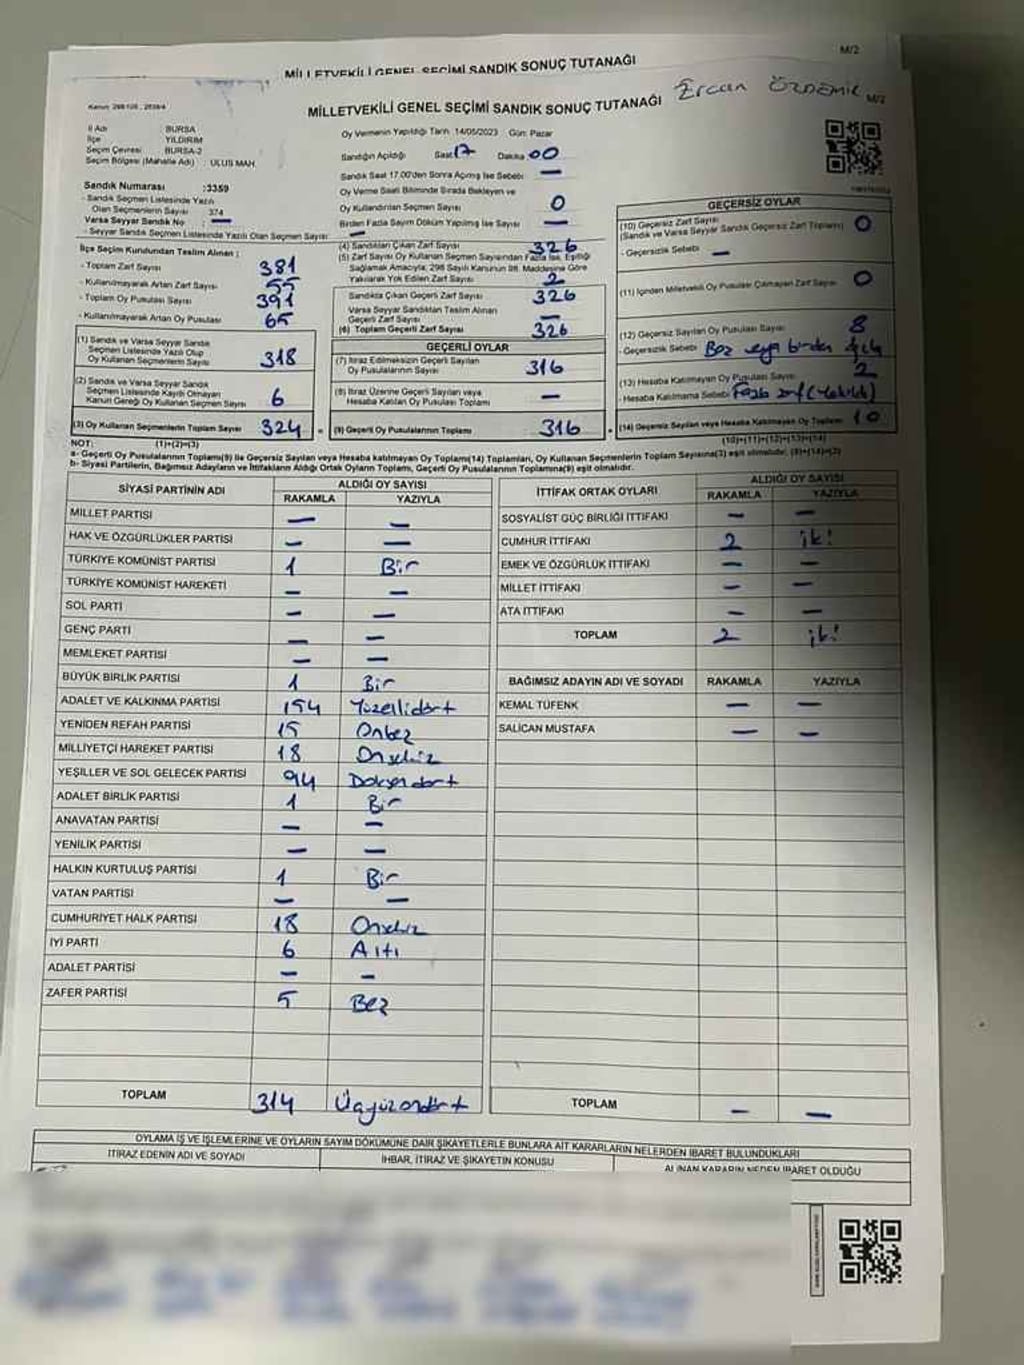 MİLLETVEKİLİ GENEL SEÇİMİ SANDIK SONUÇ TUTANAĞI
M/2
MİLLETVEKİLİ GENEL SEÇİMİ SANDIK SONUÇ TUTANAĞI
Ercan ÖZDEMİR
M/2
İl Adı : BURSA
İlçe : YILDIRIM
Seçim Çevresi : BURSA-2
Seçim Bölgesi (Mahalle Adı) : ULUS MAH.
Oy Vermenin Yapıldığı Tarih: 14/05/2023 Gün: Pazar
Sandığın Açıldığı Saat 17 Dakika 00
Sandık Saat 17.00'den Sonra Açılmış İse Sebebi —
Oy Verme Saati Bitiminde Sırada Bekleyen ve
Oy Kullandırılan Seçmen Sayısı 0
Birden Fazla Sayım Döküm Yapılmış İse Sayısı —
Sandık Numarası :3359
- Sandık Seçmen Listesinde Yazılı
Olan Seçmenlerin Sayısı 374
Varsa Seyyar Sandık No —
- Seyyar Sandık Seçmen Listesinde Yazılı Olan Seçmen Sayısı —
İlçe Seçim Kurulundan Teslim Alınan :
- Toplam Zarf Sayısı 381
- Kullanılmayarak Artan Zarf Sayısı 55
- Toplam Oy Pusulası Sayısı 391
- Kullanılmayarak Artan Oy Pusulası 65
(1) Sandık ve Varsa Seyyar Sandık
Seçmen Listesinde Yazılı Olup
Oy Kullanan Seçmenlerin Sayısı 318
(2) Sandık ve Varsa Seyyar Sandık
Seçmen Listesinde Kayıtlı Olmayan
Kanun Gereği Oy Kullanan Seçmen Sayısı 6
(3) Oy Kullanan Seçmenlerin Toplam Sayısı 324
(4) Sandıktan Çıkan Zarf Sayısı 326
(5) Zarf Sayısı Oy Kullanan Seçmen Sayısından Fazla İse, Eşitliği
Sağlamak Amacıyla, 298 Sayılı Kanunun 98. Maddesine Göre
Yakılarak Yok Edilen Zarf Sayısı 2
Sandıkta Çıkan Geçerli Zarf Sayısı 326
Varsa Seyyar Sandıktan Teslim Alınan
Geçerli Zarf Sayısı —
(6) Toplam Geçerli Zarf Sayısı 326
GEÇERLİ OYLAR
(7) İtiraz Edilmeksizin Geçerli Sayılan
Oy Pusulalarının Sayısı 316
(8) İtiraz Üzerine Geçerli Sayılan veya
Hesaba Katılan Oy Pusulası Toplamı —
= (9) Geçerli Oy Pusulalarının Toplamı 316
GEÇERSİZ OYLAR
(10) Geçersiz Zarf Sayısı
(Sandık ve Varsa Seyyar Sandık Geçersiz Zarf Toplamı) 0
- Geçersizlik Sebebi —
(11) İçinden Milletvekili Oy Pusulası Çıkmayan Zarf Sayısı 0
(12) Geçersiz Sayılan Oy Pusulası Sayısı 8
- Geçersizlik Sebebi Boş veya birden
(13) Hesaba Katılmayan Oy Pusulası Sayısı 2
- Hesaba Katılmama Sebebi Fazla zarf (Yakıldı)
+ (14) Geçersiz Sayılan veya Hesaba Katılmayan Oy Toplamı 10
NOT: (1)+(2)=(3)
(10)+(11)+(12)+(13)=(14)
a- Geçerli Oy Pusulalarının Toplamı(9) ile Geçersiz Sayılan veya Hesaba katılmayan Oy Toplamı(14) Toplamları, Oy Kullanan Seçmenlerin Toplam Sayısına(3) eşit olmalıdır, (9)+(14)=(3)
b- Siyasi Partilerin, Bağımsız Adayların ve İttifakların Aldığı Ortak Oyların Toplamı, Geçerli Oy Pusulalarının Toplamına(9) eşit olmalıdır.
SİYASİ PARTİNİN ADI ALDIĞI OY SAYISI
RAKAMLA YAZIYLA
MİLLET PARTİSİ — —
HAK VE ÖZGÜRLÜKLER PARTİSİ — —
TÜRKİYE KOMÜNİST PARTİSİ 1 Bir
TÜRKİYE KOMÜNİST HAREKETİ — —
SOL PARTİ — —
GENÇ PARTİ — —
MEMLEKET PARTİSİ — —
BÜYÜK BİRLİK PARTİSİ 1 Bir
ADALET VE KALKINMA PARTİSİ 154 Yüzellidört
YENİDEN REFAH PARTİSİ 15 Onbeş
MİLLİYETÇİ HAREKET PARTİSİ 18 Onsekiz
YEŞİLLER VE SOL GELECEK PARTİSİ 94 Doksandört
ADALET BİRLİK PARTİSİ 1 Bir
ANAVATAN PARTİSİ — —
YENİLİK PARTİSİ — —
HALKIN KURTULUŞ PARTİSİ 1 Bir
VATAN PARTİSİ — —
CUMHURİYET HALK PARTİSİ 18 Onsekiz
İYİ PARTİ 6 Altı
ADALET PARTİSİ — —
ZAFER PARTİSİ 5 Beş
TOPLAM 314 Üçyüzondört
İTTİFAK ORTAK OYLARI ALDIĞI OY SAYISI
RAKAMLA YAZIYLA
SOSYALİST GÜÇ BİRLİĞİ İTTİFAKI — —
CUMHUR İTTİFAKI 2 iki
EMEK VE ÖZGÜRLÜK İTTİFAKI — —
MİLLET İTTİFAKI — —
ATA İTTİFAKI — —
TOPLAM 2 iki
BAĞIMSIZ ADAYIN ADI VE SOYADI RAKAMLA YAZIYLA
KEMAL TÜFENK — —
SALİCAN MUSTAFA — —
TOPLAM — —
OYLAMA İŞ VE İŞLEMLERİNE VE OYLARIN SAYIM DÖKÜMÜNE DAİR ŞİKAYETLERLE BUNLARA AİT KARARLARIN NELERDEN İBARET BULUNDUKLARI
İTİRAZ EDENİN ADI VE SOYADI
İHBAR, İTİRAZ VE ŞİKAYETİN KONUSU
ALINAN KARARIN NEDEN İBARET OLDUĞU